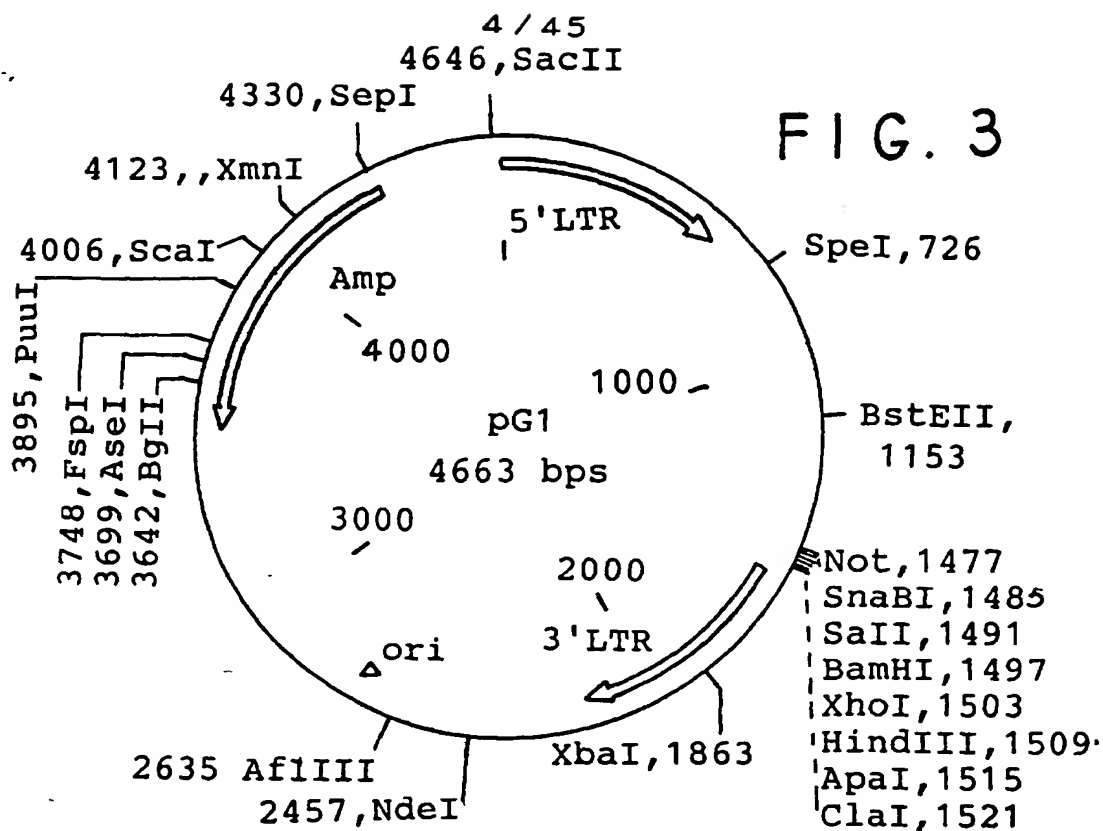 4/45
4646,SacII
4330,SepI
FIG. 3
4123,,XmnI
5'LTR
4006,ScaI
SpeI,726
Amp
4000
1000
3895,PuuI
3748,FspI
3699,AseI
3642,BglI
pG1
4663 bps
BstEII,
1153
3000
2000
Not,1477
SnaBI,1485
SalI,1491
BamHI,1497
XhoI,1503
HindIII,1509
ApaI,1515
ClaI,1521
3'LTR
ori
XbaI,1863
2635 AflIII
2457,NdeI